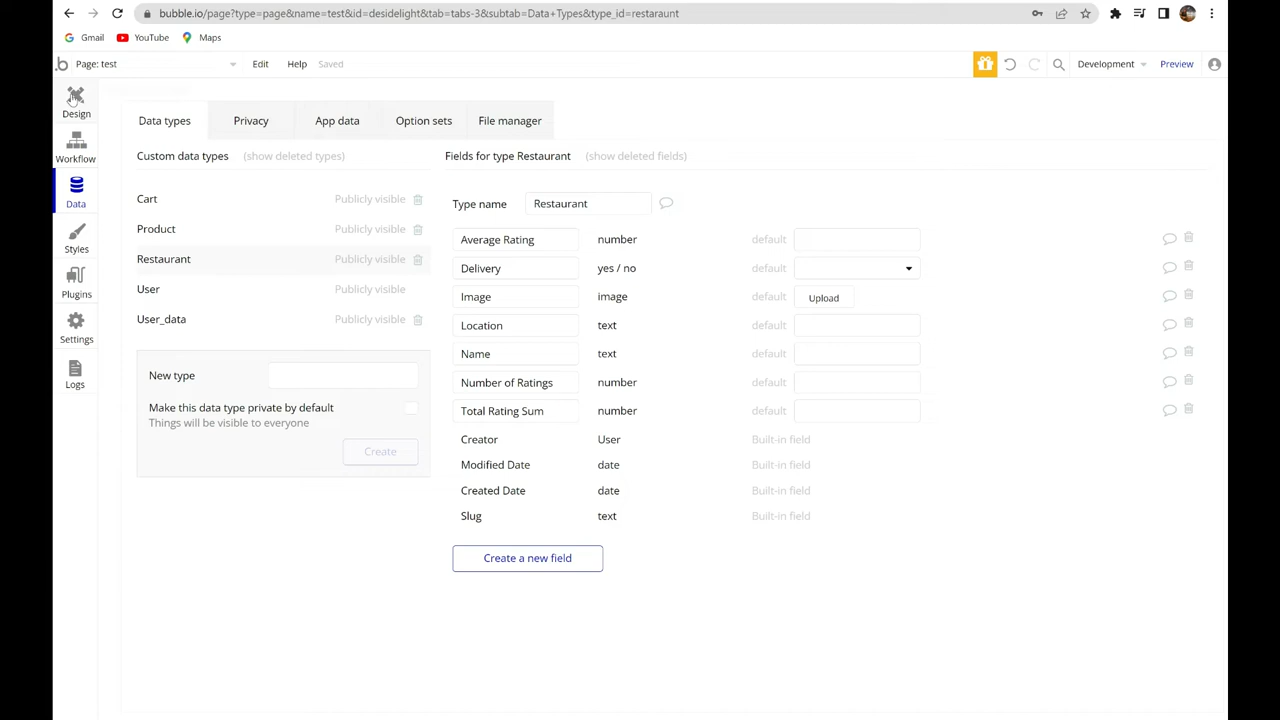 bubble.io/page?type=page&name=test&id=desidelight&tab=tabs-3&subtab=Data+Types&type_id=restaraunt
Gmail YouTube Maps
.b Page: test Edit Help Saved Development Preview
Design
Workflow
Data
Styles
Plugins
Settings
Logs
Data types Privacy App data Option sets File manager
Custom data types (show deleted types)
Cart Publicly visible
Product Publicly visible
Restaurant Publicly visible
User Publicly visible
User_data Publicly visible
New type
Make this data type private by default
Things will be visible to everyone
Create
Fields for type Restaurant (show deleted fields)
Type name Restaurant
Average Rating number default
Delivery yes / no default
Image image default Upload
Location text default
Name text default
Number of Ratings number default
Total Rating Sum number default
Creator User Built-in field
Modified Date date Built-in field
Created Date date Built-in field
Slug text Built-in field
Create a new field